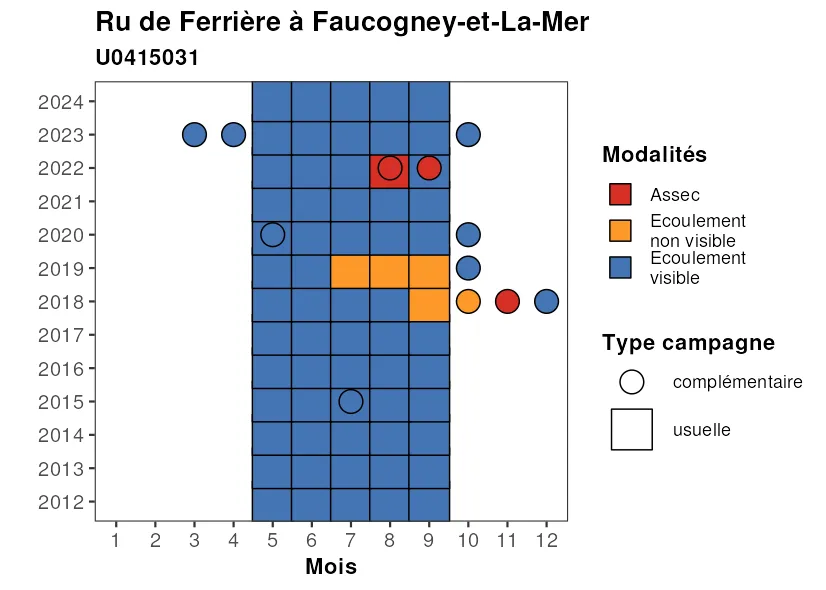 Ru de Ferrière à Faucogney-et-La-Mer
U0415031
2024
2023
2022
2021
2020
2019
2018
2017
2016
2015
2014
2013
2012
1 2 3 4 5 6 7 8 9 10 11 12
Mois
Modalités
Assec
Ecoulement
non visible
Ecoulement
visible
Type campagne
complémentaire
usuelle